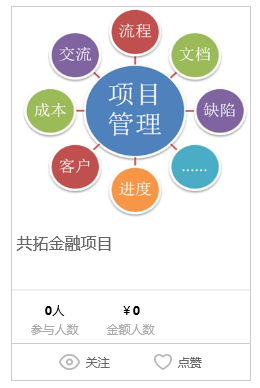 流程
交流
文档
项目
管理
成本
缺陷
客户
......
进度
共拓金融项目
0人
¥0
参与人数
金额人数
关注
点赞